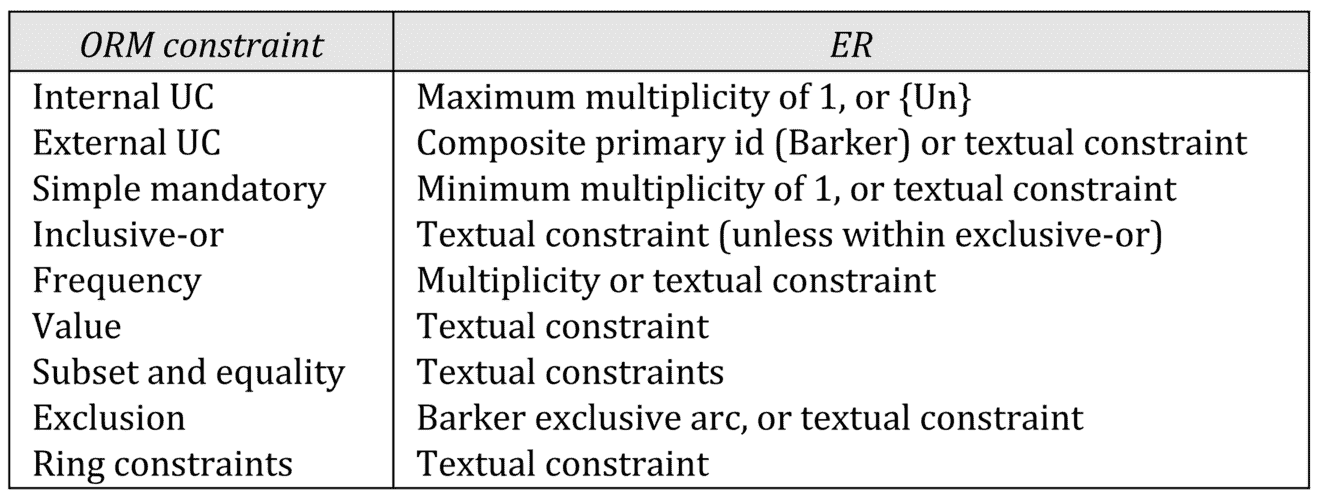 ORM constraint ER
Internal UC Maximum multiplicity of 1, or {Un}
External UC Composite primary id (Barker) or textual constraint
Simple mandatory Minimum multiplicity of 1, or textual constraint
Inclusive-or Textual constraint (unless within exclusive-or)
Frequency Multiplicity or textual constraint
Value Textual constraint
Subset and equality Textual constraints
Exclusion Barker exclusive arc, or textual constraint
Ring constraints Textual constraint